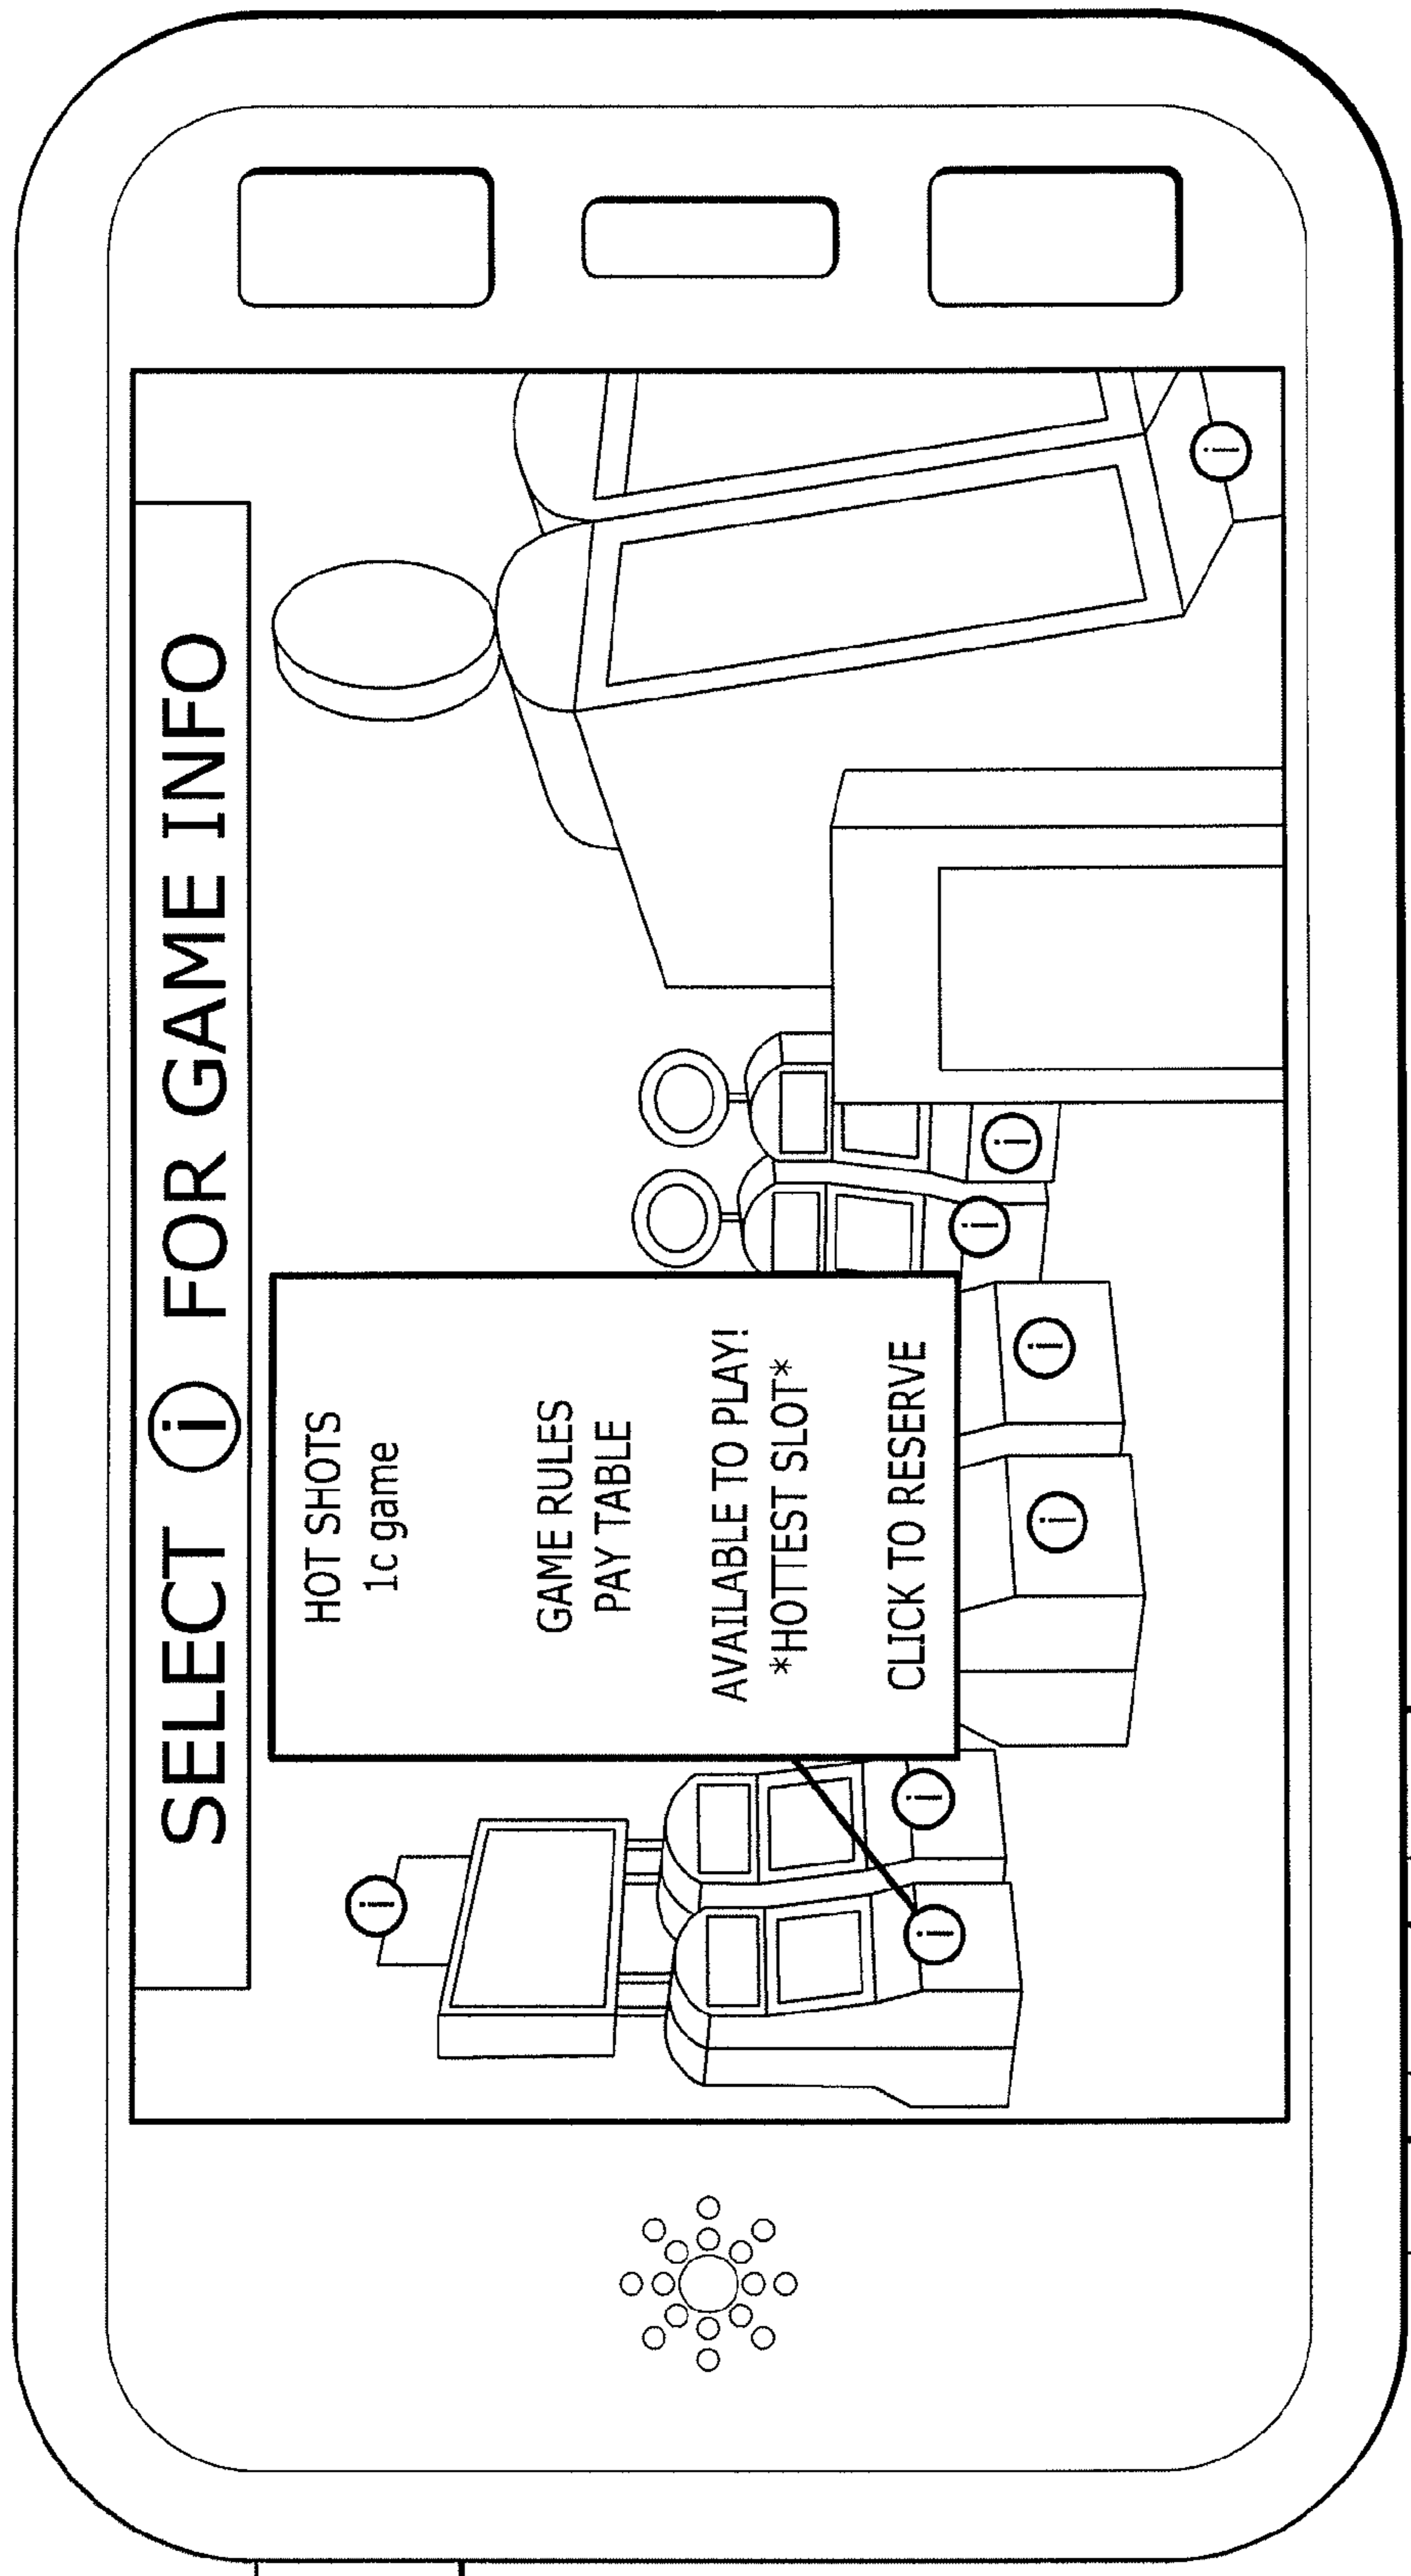 SELECT i FOR GAME INFO
HOT SHOTS
1c game
GAME RULES
PAY TABLE
AVAILABLE TO PLAY!
*HOTTEST SLOT*
CLICK TO RESERVE
i
i
i
i
i
i
i
i